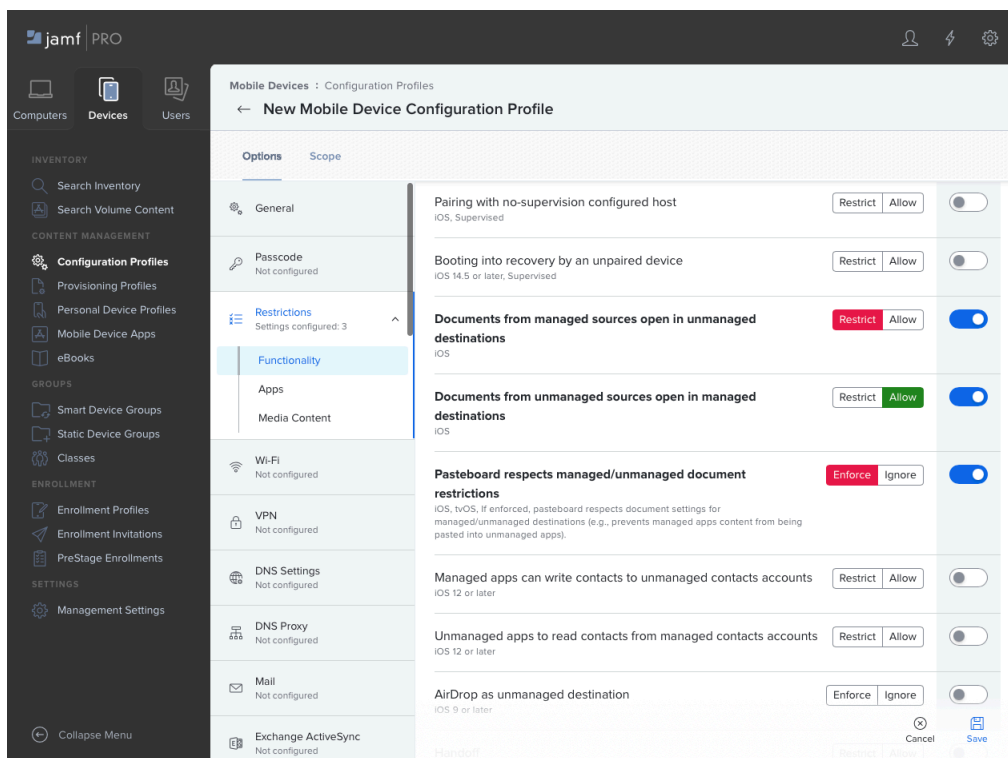 jamf PRO
Computers
Devices
Users
Mobile Devices : Configuration Profiles
← New Mobile Device Configuration Profile
Options
Scope
INVENTORY
Search Inventory
Search Volume Content
CONTENT MANAGEMENT
Configuration Profiles
Provisioning Profiles
Personal Device Profiles
Mobile Device Apps
eBooks
GROUPS
Smart Device Groups
Static Device Groups
Classes
ENROLLMENT
Enrollment Profiles
Enrollment Invitations
PreStage Enrollments
SETTINGS
Management Settings
Collapse Menu
General
Passcode
Not configured
Restrictions
Settings configured: 3
Functionality
Apps
Media Content
Wi-Fi
Not configured
VPN
Not configured
DNS Settings
Not configured
DNS Proxy
Not configured
Mail
Not configured
Exchange ActiveSync
Not configured
Pairing with no-supervision configured host
iOS, Supervised
Restrict Allow
Booting into recovery by an unpaired device
iOS 14.5 or later, Supervised
Restrict Allow
Documents from managed sources open in unmanaged
destinations
iOS
Restrict Allow
Documents from unmanaged sources open in managed
destinations
iOS
Restrict Allow
Pasteboard respects managed/unmanaged document
restrictions
iOS, tvOS, If enforced, pasteboard respects document settings for
managed/unmanaged destinations (e.g., prevents managed apps content from being
pasted into unmanaged apps).
Enforce Ignore
Managed apps can write contacts to unmanaged contacts accounts
iOS 12 or later
Restrict Allow
Unmanaged apps to read contacts from managed contacts accounts
iOS 12 or later
Restrict Allow
AirDrop as unmanaged destination
iOS 9 or later
Enforce Ignore
Handoff
Restrict Allow
Cancel
Save